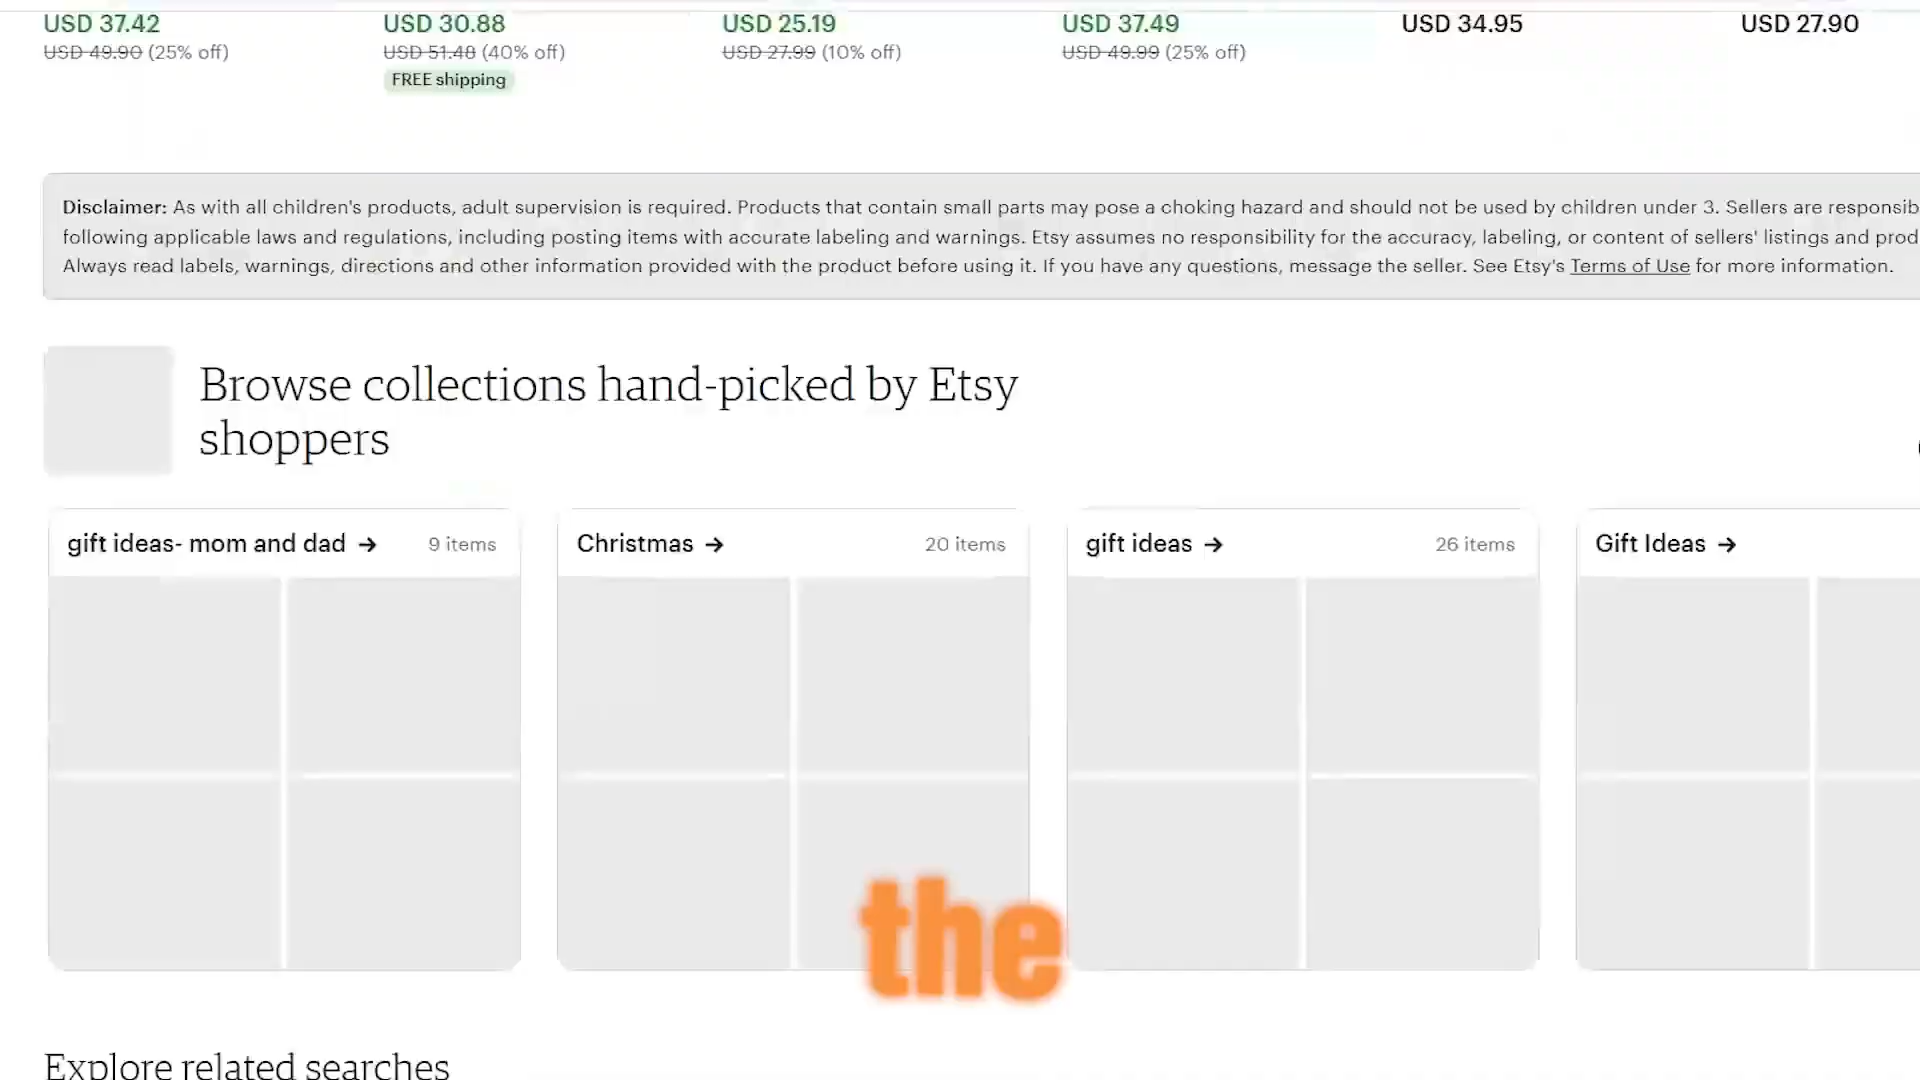 USD 37.42 USD 30.88 USD 25.19 USD 37.49 USD 34.95 USD 27.90
USD 49.90 (25% off) USD 51.48 (40% off) USD 27.99 (10% off) USD 49.99 (25% off)
FREE shipping
Disclaimer: As with all children's products, adult supervision is required. Products that contain small parts may pose a choking hazard and should not be used by children under 3. Sellers are responsib
following applicable laws and regulations, including posting items with accurate labeling and warnings. Etsy assumes no responsibility for the accuracy, labeling, or content of sellers' listings and prod
Always read labels, warnings, directions and other information provided with the product before using it. If you have any questions, message the seller. See Etsy's Terms of Use for more information.
Browse collections hand-picked by Etsy
shoppers
gift ideas- mom and dad → 9 items Christmas → 20 items gift ideas → 26 items Gift Ideas →
the
Explore related searches